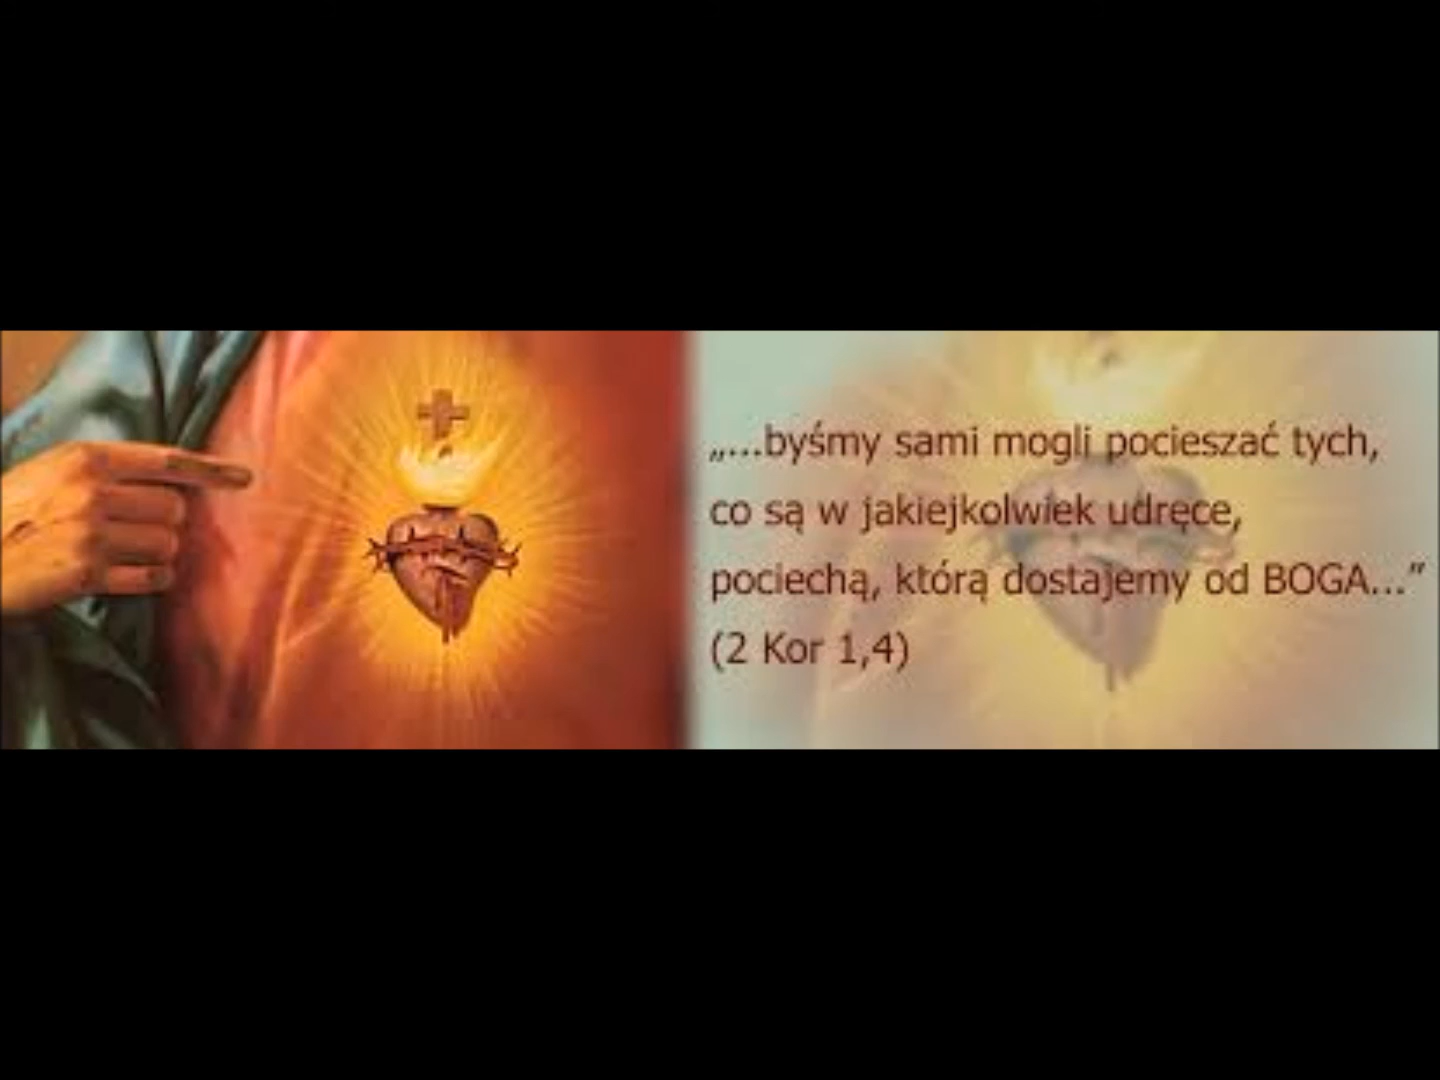 „...byśmy sami mogli pocieszać tych,
co są w jakiejkolwiek udręce,
pociechą, którą dostajemy od BOGA...”
(2 Kor 1,4)